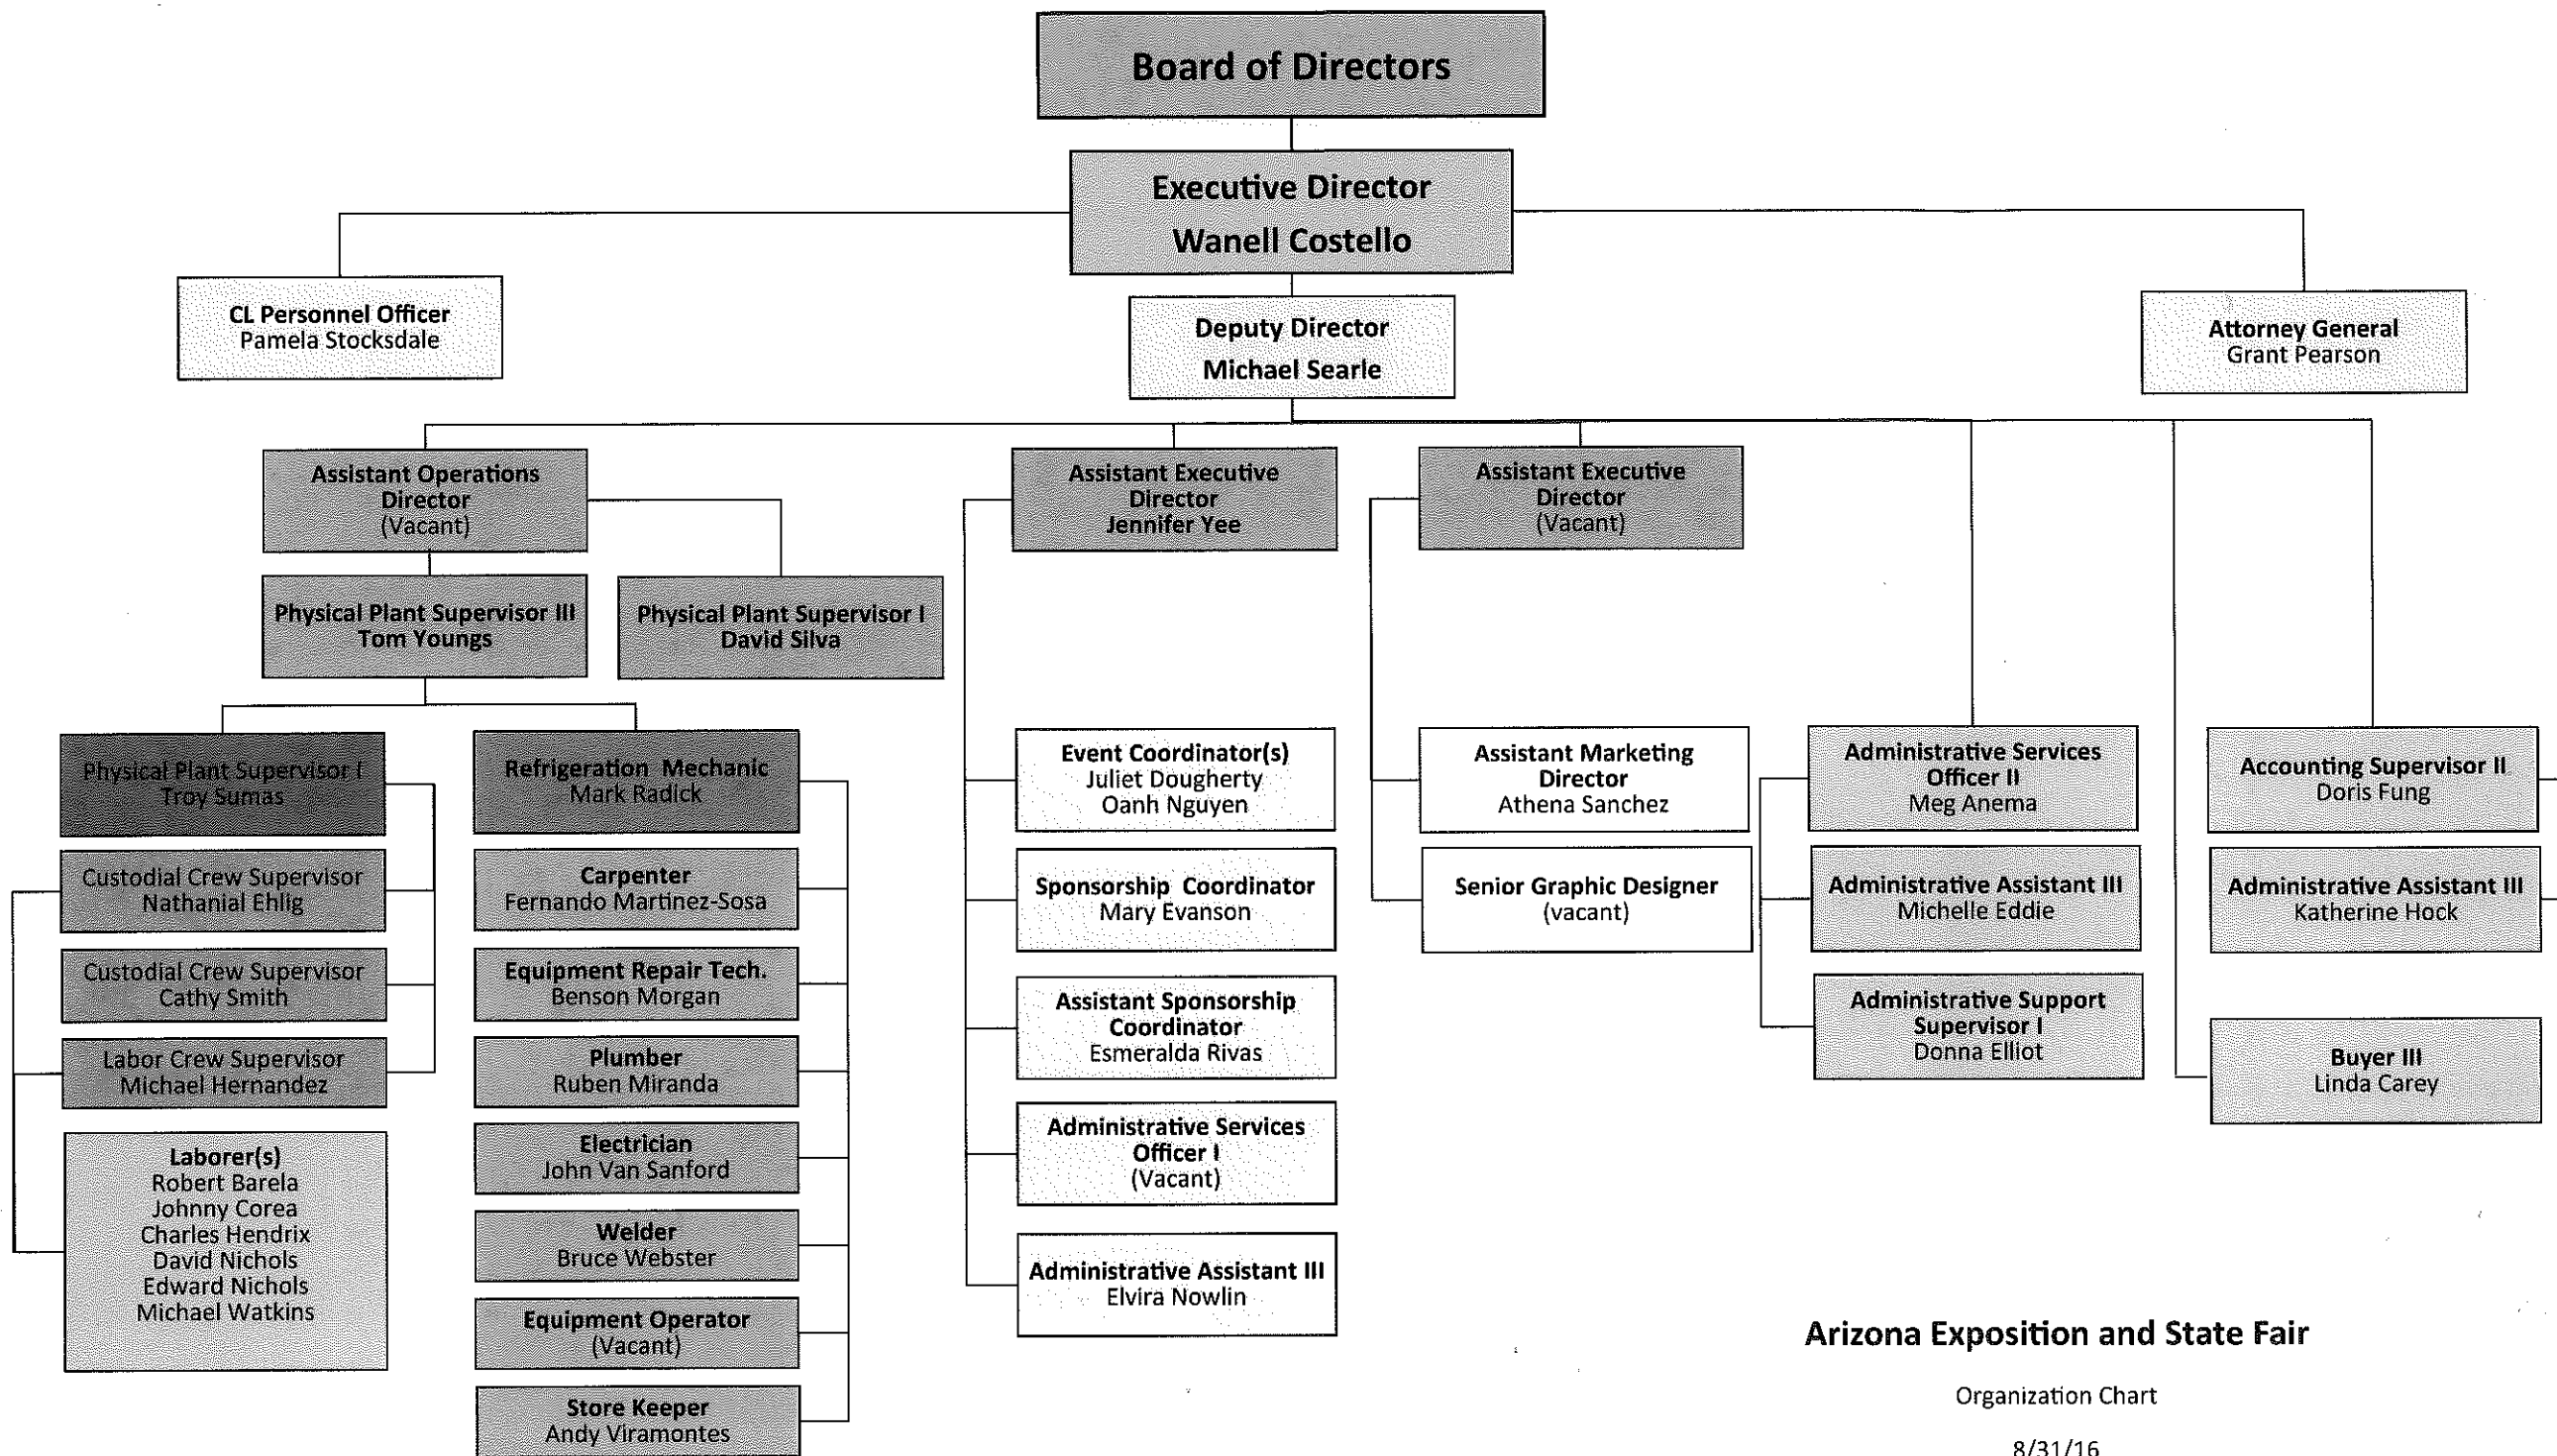 Board of Directors
Executive Director
Wanell Costello
CL Personnel Officer
Pamela Stocksdale
Deputy Director
Michael Searle
Attorney General
Grant Pearson
Assistant Operations
Director
(Vacant)
Assistant Executive
Director
Jennifer Yee
Assistant Executive
Director
(Vacant)
Physical Plant Supervisor III
Tom Youngs
Physical Plant Supervisor I
David Silva
Physical Plant Supervisor I
Troy Sumas
Custodial Crew Supervisor
Nathanial Ehlig
Custodial Crew Supervisor
Cathy Smith
Labor Crew Supervisor
Michael Hernandez
Laborer(s)
Robert Barela
Johnny Corea
Charles Hendrix
David Nichols
Edward Nichols
Michael Watkins
Refrigeration Mechanic
Mark Radick
Carpenter
Fernando Martinez-Sosa
Equipment Repair Tech.
Benson Morgan
Plumber
Ruben Miranda
Electrician
John Van Sanford
Welder
Bruce Webster
Equipment Operator
(Vacant)
Store Keeper
Andy Viramontes
Event Coordinator(s)
Juliet Dougherty
Oanh Nguyen
Sponsorship Coordinator
Mary Evanson
Assistant Sponsorship
Coordinator
Esmeralda Rivas
Administrative Services
Officer I
(Vacant)
Administrative Assistant III
Elvira Nowlin
Assistant Marketing
Director
Athena Sanchez
Senior Graphic Designer
(vacant)
Administrative Services
Officer II
Meg Anema
Administrative Assistant III
Michelle Eddie
Administrative Support
Supervisor I
Donna Elliot
Accounting Supervisor II
Doris Fung
Administrative Assistant III
Katherine Hock
Buyer III
Linda Carey
Arizona Exposition and State Fair
Organization Chart
8/31/16